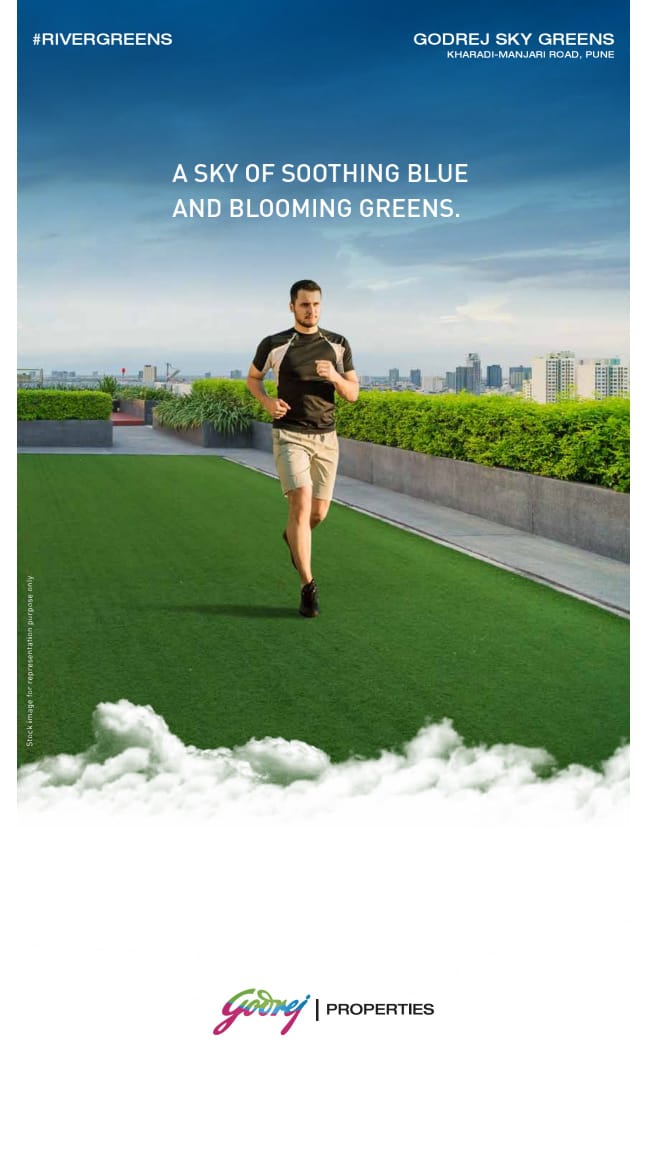 #RIVERGREENS
GODREJ SKY GREENS
KHARADI-MANJARI ROAD, PUNE
A SKY OF SOOTHING BLUE
AND BLOOMING GREENS.
Stock image for representation purpose only
Godrej | PROPERTIES